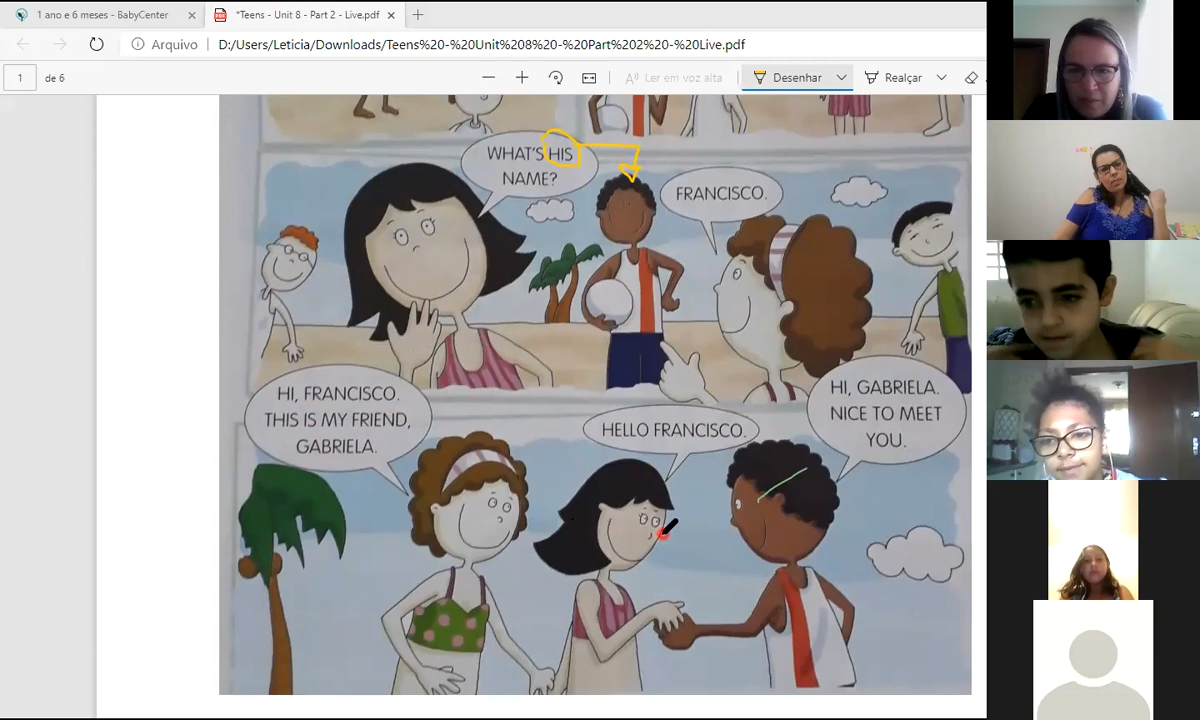 1 ano e 6 meses - BabyCenter
*Teens - Unit 8 - Part 2 - Live.pdf
Arquivo
D:/Users/Leticia/Downloads/Teens%20-%20Unit%208%20-%20Part%202%20-%20Live.pdf
1
de 6
Ler em voz alta
Desenhar
Realçar
WHAT'S HIS
NAME?
FRANCISCO.
HI, FRANCISCO.
THIS IS MY FRIEND,
GABRIELA.
HELLO FRANCISCO.
HI, GABRIELA.
NICE TO MEET
YOU.